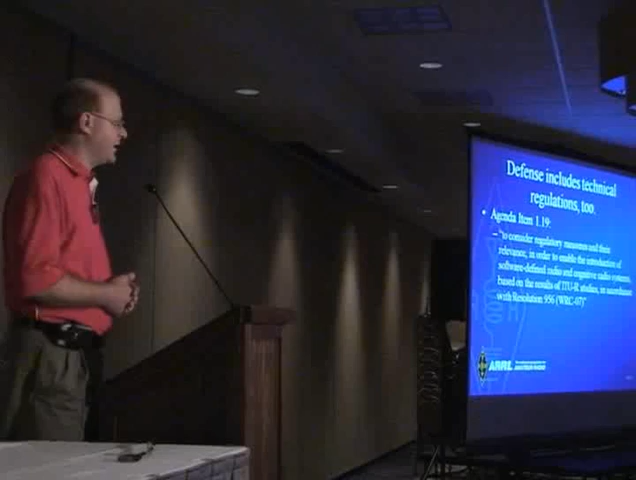 Defense includes technical
regulations, too.
• Agenda Item 1.19:
– "to consider regulatory measures and their
relevance, in order to enable the introduction of
software-defined radio and cognitive radio systems,
based on the results of ITU-R studies, in accordance
with Resolution 956 (WRC-07)"
ARRL AMATEUR RADIO